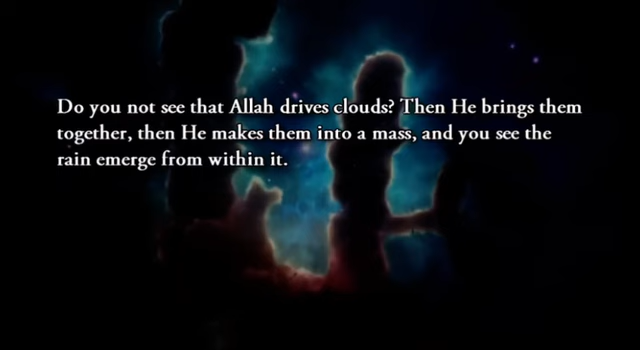 Do you not see that Allah drives clouds? Then He brings them
together, then He makes them into a mass, and you see the
rain emerge from within it.